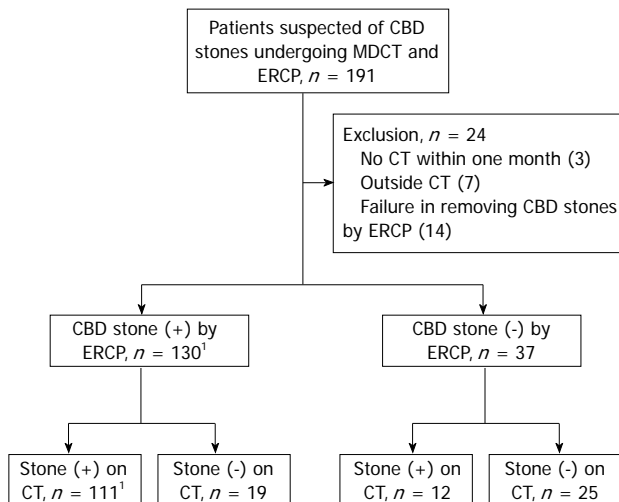 Patients suspected of CBD
stones undergoing MDCT and
ERCP, n = 191
Exclusion, n = 24
No CT within one month (3)
Outside CT (7)
Failure in removing CBD stones
by ERCP (14)
CBD stone (+) by
ERCP, n = 130¹
CBD stone (-) by
ERCP, n = 37
Stone (+) on
CT, n = 111¹
Stone (-) on
CT, n = 19
Stone (+) on
CT, n = 12
Stone (-) on
CT, n = 25